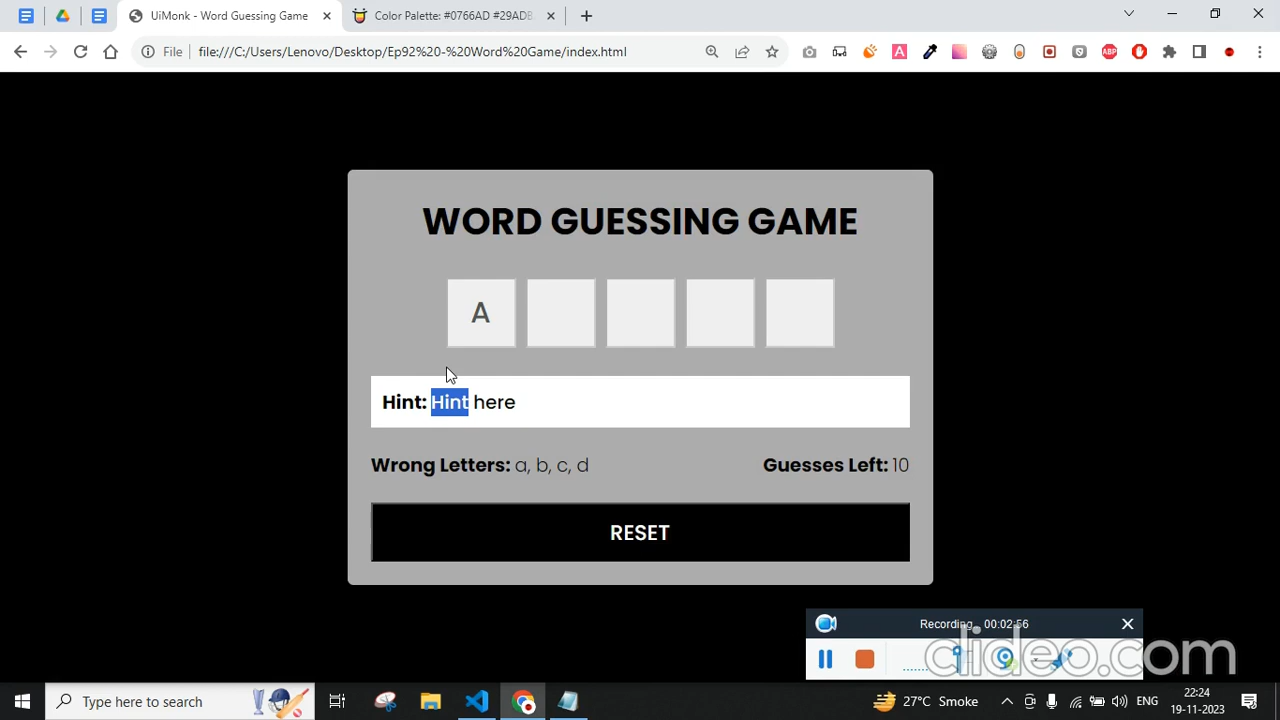 UiMonk - Word Guessing Game
Color Palette: #0766AD #29ADB
File
file:///C:/Users/Lenovo/Desktop/Ep92%20-%20Word%20Game/index.html
A
ABP
WORD GUESSING GAME
A
Hint: Hint here
Wrong Letters: a, b, c, d
Guesses Left: 10
RESET
Recording... 00:02:56
clideo.com
Type here to search
27°C Smoke
ENG
22:24
19-11-2023